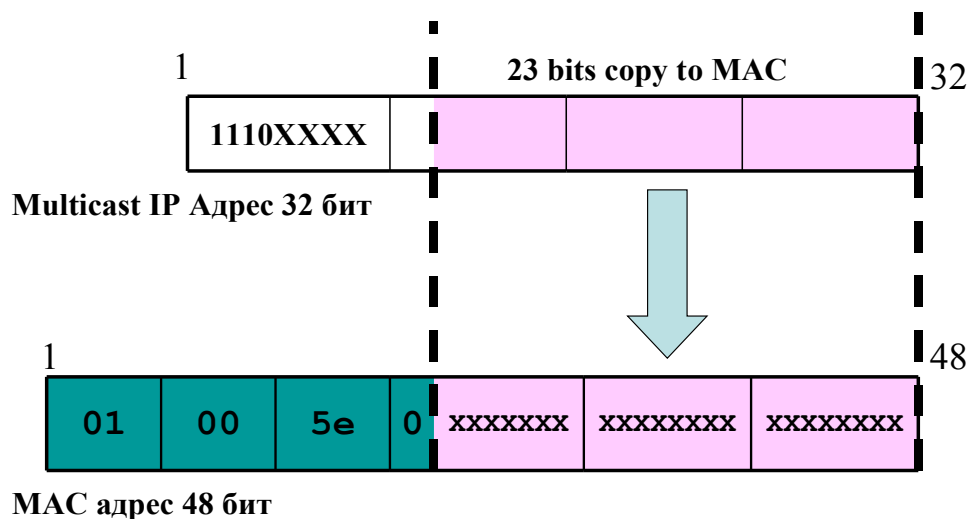 1 23 bits copy to MAC 32
1110XXXX
Multicast IP Адрес 32 бит
1 48
01 00 5e 0 xxxxxxx xxxxxxxx xxxxxxxx
MAC адрес 48 бит